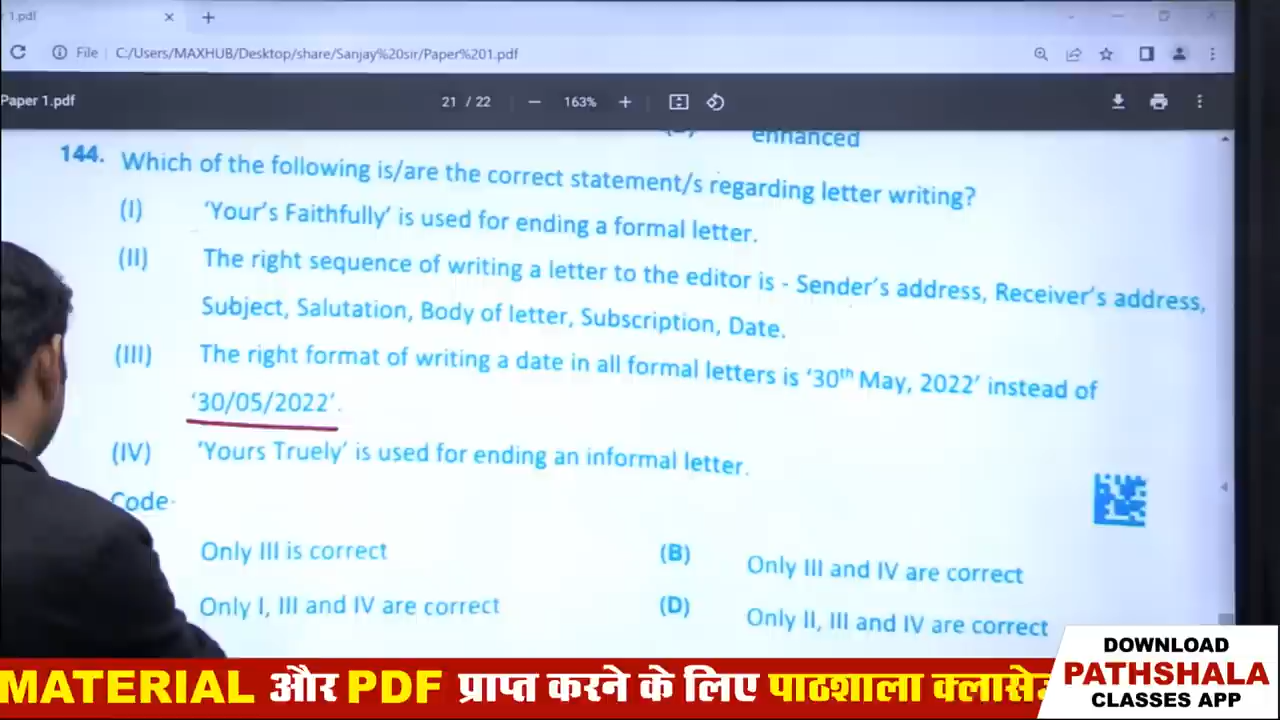 1.pdf
File C:/Users/MAXHUB/Desktop/share/Sanjay%20sir/Paper%201.pdf
Paper 1.pdf
21 / 22
163%
enhanced
144. Which of the following is/are the correct statement/s regarding letter writing?
(I) 'Your's Faithfully' is used for ending a formal letter.
(II) The right sequence of writing a letter to the editor is - Sender's address, Receiver's address,
Subject, Salutation, Body of letter, Subscription, Date.
(III) The right format of writing a date in all formal letters is '30th May, 2022' instead of
'30/05/2022'.
(IV) 'Yours Truely' is used for ending an informal letter.
Code-
Only III is correct
(B) Only III and IV are correct
Only I, III and IV are correct
(D) Only II, III and IV are correct
MATERIAL और PDF प्राप्त करने के लिए पाठशाला
DOWNLOAD
PATHSHALA
CLASSES APP